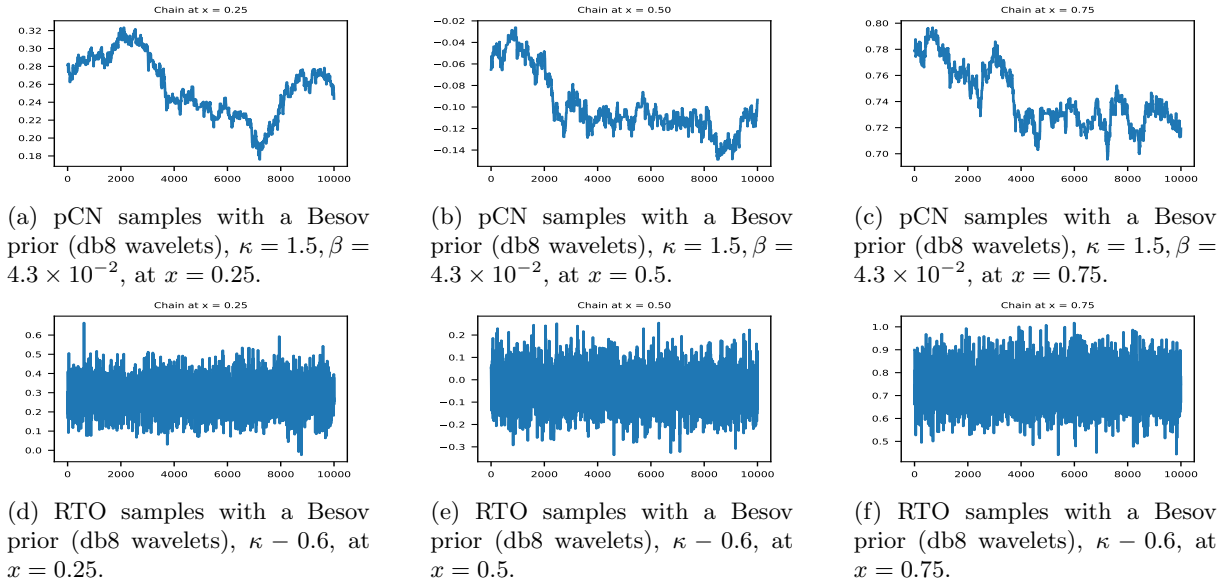 Chain at x = 0.25
0.32
0.30
0.28
0.26
0.24
0.22
0.20
0.18
0 2000 4000 6000 8000 10000
(a) pCN samples with a Besov
prior (db8 wavelets), κ = 1.5, β =
4.3 × 10⁻², at x = 0.25.
Chain at x = 0.50
−0.02
−0.04
−0.06
−0.08
−0.10
−0.12
−0.14
0 2000 4000 6000 8000 10000
(b) pCN samples with a Besov
prior (db8 wavelets), κ = 1.5, β =
4.3 × 10⁻², at x = 0.5.
Chain at x = 0.75
0.80
0.78
0.76
0.74
0.72
0.70
0 2000 4000 6000 8000 10000
(c) pCN samples with a Besov
prior (db8 wavelets), κ = 1.5, β =
4.3 × 10⁻², at x = 0.75.
Chain at x = 0.25
0.6
0.5
0.4
0.3
0.2
0.1
0.0
0 2000 4000 6000 8000 10000
(d) RTO samples with a Besov
prior (db8 wavelets), κ − 0.6, at
x = 0.25.
Chain at x = 0.50
0.2
0.1
0.0
−0.1
−0.2
−0.3
0 2000 4000 6000 8000 10000
(e) RTO samples with a Besov
prior (db8 wavelets), κ − 0.6, at
x = 0.5.
Chain at x = 0.75
1.0
0.9
0.8
0.7
0.6
0.5
0 2000 4000 6000 8000 10000
(f) RTO samples with a Besov
prior (db8 wavelets), κ − 0.6, at
x = 0.75.